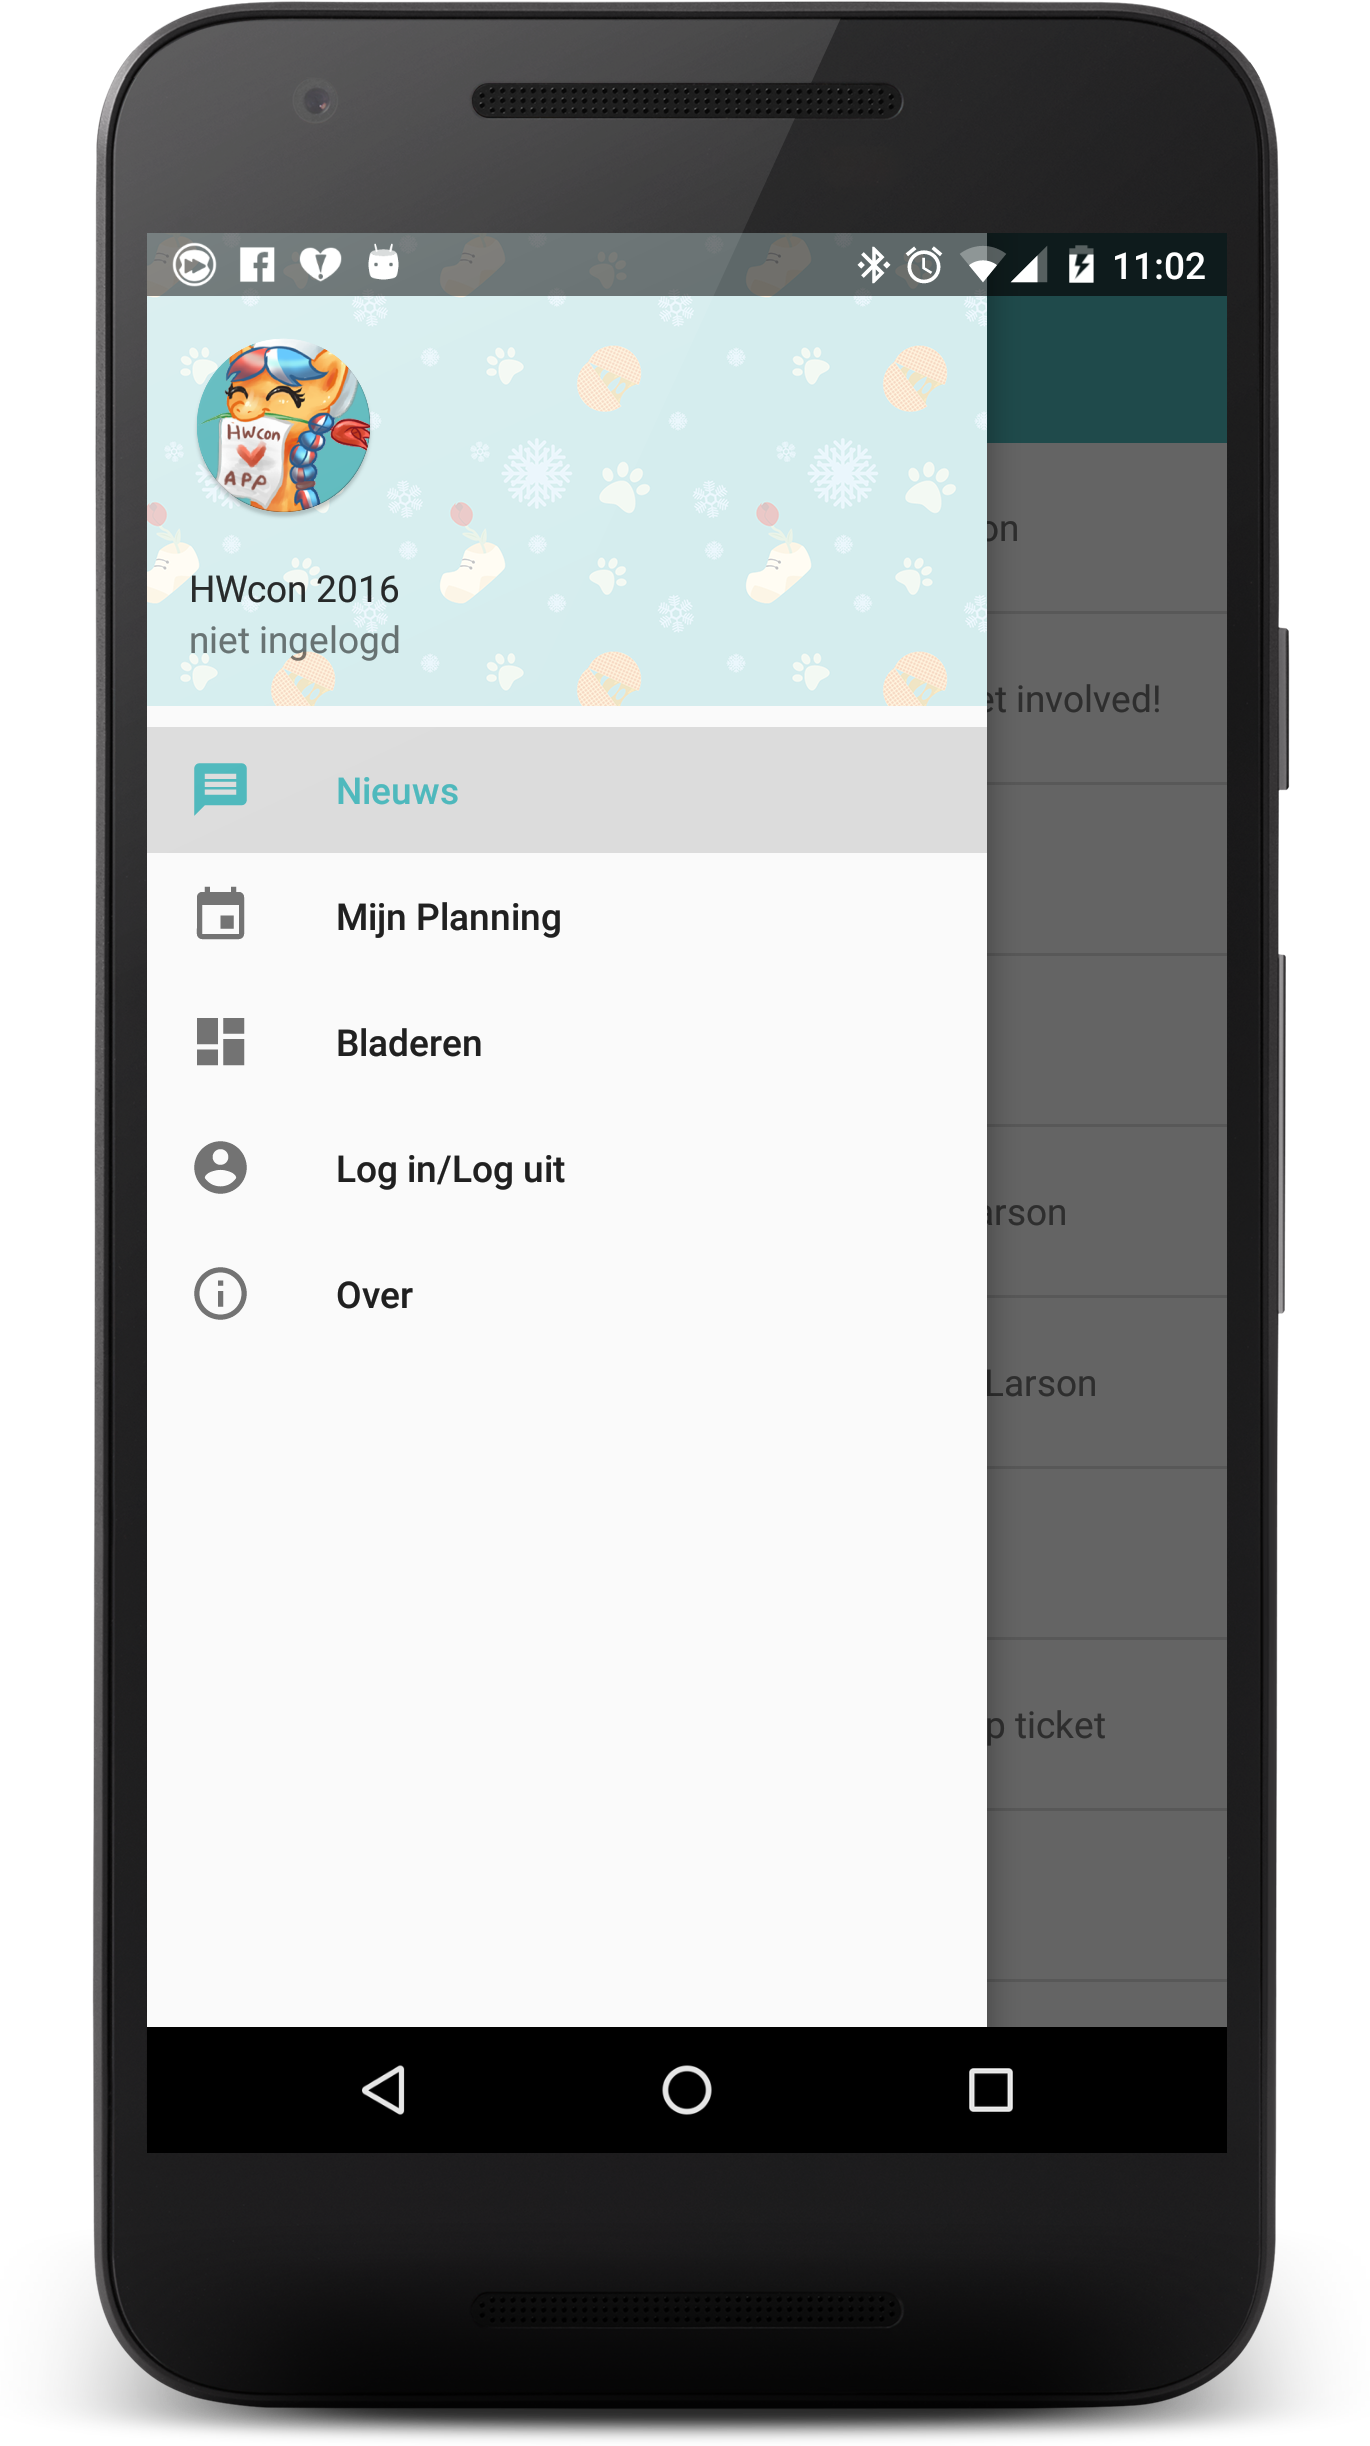 11:02
HWcon
APP
HWcon 2016
niet ingelogd
on
et involved!
Nieuws
Mijn Planning
Bladeren
Log in/Log uit
arson
Over
Larson
p ticket